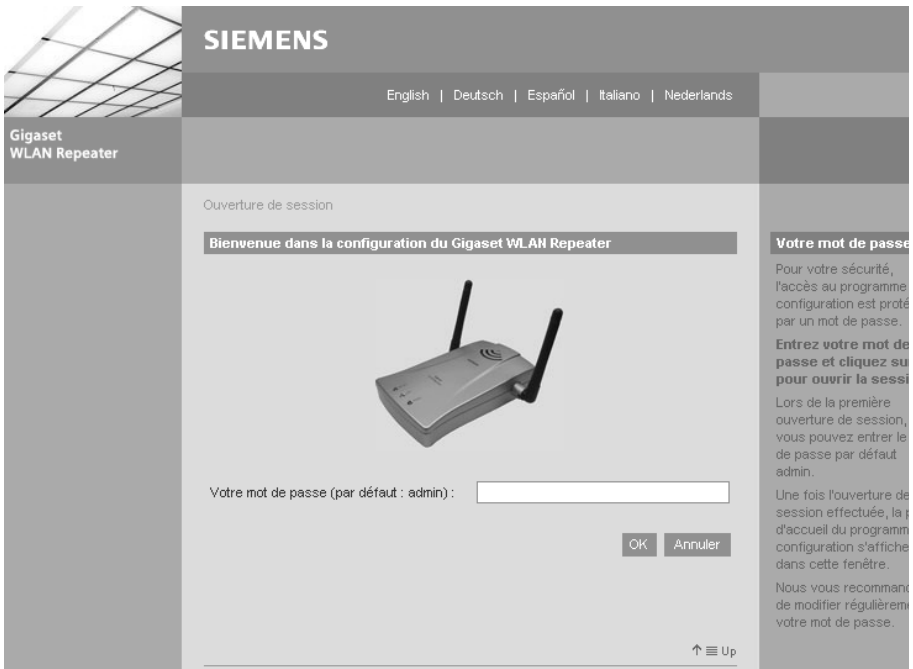 SIEMENS
English | Deutsch | Español | Italiano | Nederlands
Gigaset
WLAN Repeater
Ouverture de session
Bienvenue dans la configuration du Gigaset WLAN Repeater
Votre mot de passe (par défaut : admin) :
OK Annuler
Up
Votre mot de passe
Pour votre sécurité,
l'accès au programme
configuration est proté
par un mot de passe.
Entrez votre mot de
passe et cliquez su
pour ouvrir la sessi
Lors de la première
ouverture de session,
vous pouvez entrer le
de passe par défaut
admin.
Une fois l'ouverture de
session effectuée, la p
d'accueil du programm
configuration s'affiche
dans cette fenêtre.
Nous vous recommand
de modifier régulièreme
votre mot de passe.